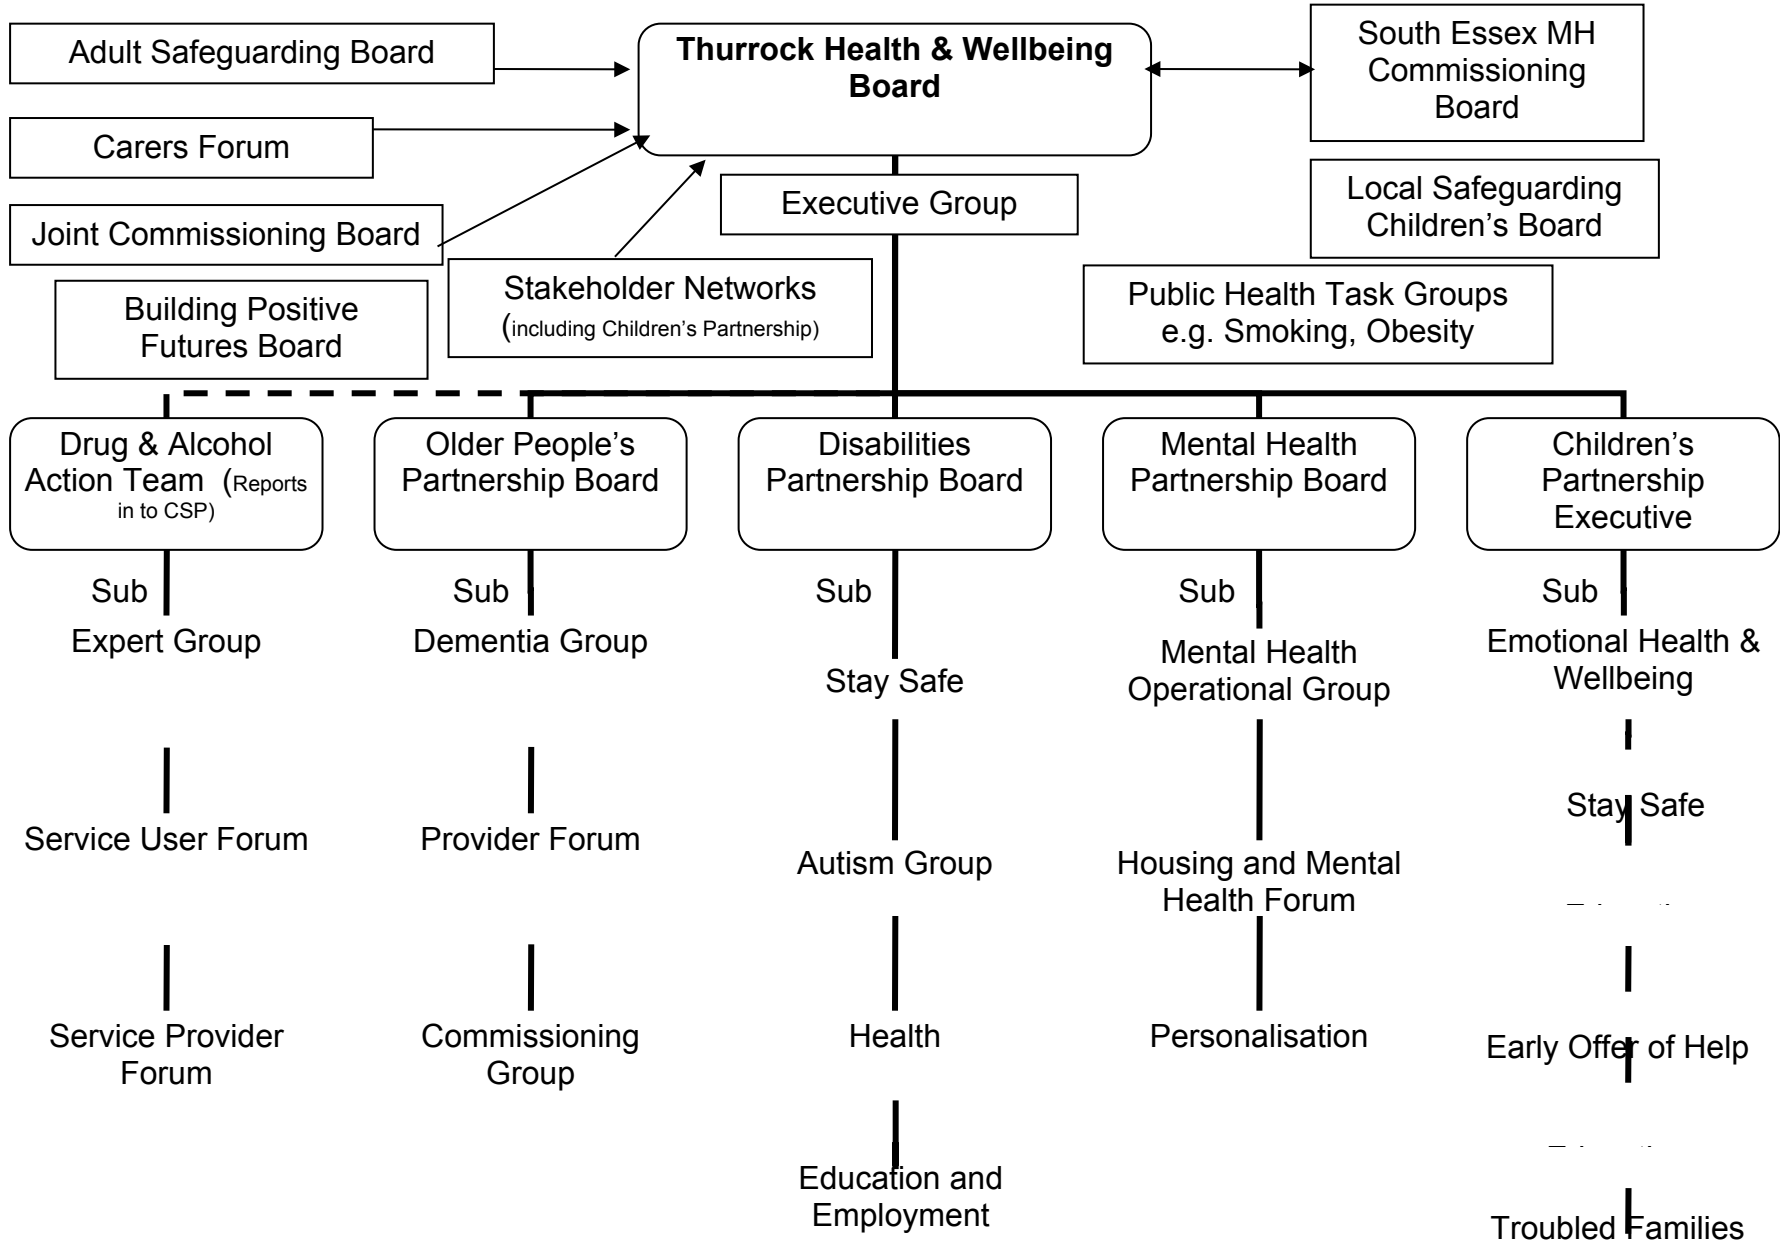 Adult Safeguarding Board
Thurrock Health & Wellbeing
Board
South Essex MH
Commissioning
Board
Carers Forum
Executive Group
Local Safeguarding
Children’s Board
Joint Commissioning Board
Building Positive
Futures Board
Stakeholder Networks
(including Children’s Partnership)
Public Health Task Groups
e.g. Smoking, Obesity
Drug & Alcohol
Action Team (Reports
in to CSP)
Older People’s
Partnership Board
Disabilities
Partnership Board
Mental Health
Partnership Board
Children’s
Partnership
Executive
Sub
Expert Group
Service User Forum
Service Provider
Forum
Sub
Dementia Group
Provider Forum
Commissioning
Group
Sub
Stay Safe
Autism Group
Health
Education and
Employment
Sub
Mental Health
Operational Group
Housing and Mental
Health Forum
Personalisation
Sub
Emotional Health &
Wellbeing
Stay Safe
Early Offer of Help
Troubled Families